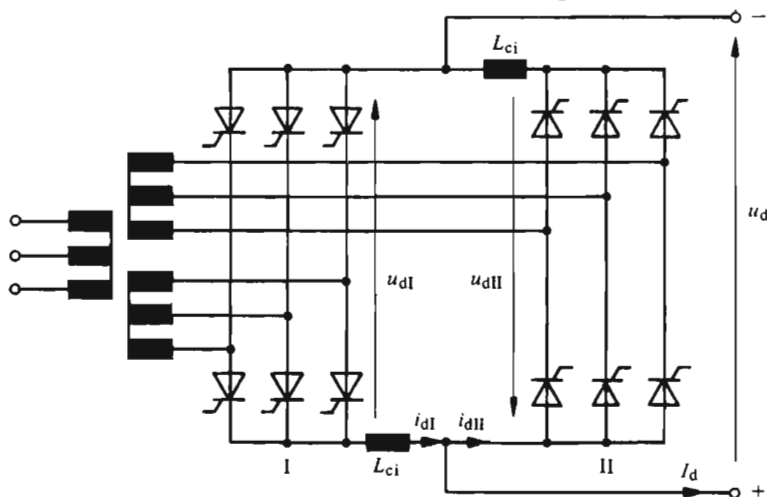 −
L_ci
u_d
u_dI
u_dII
i_dI
i_dII
I
L_ci
II
I_d
+